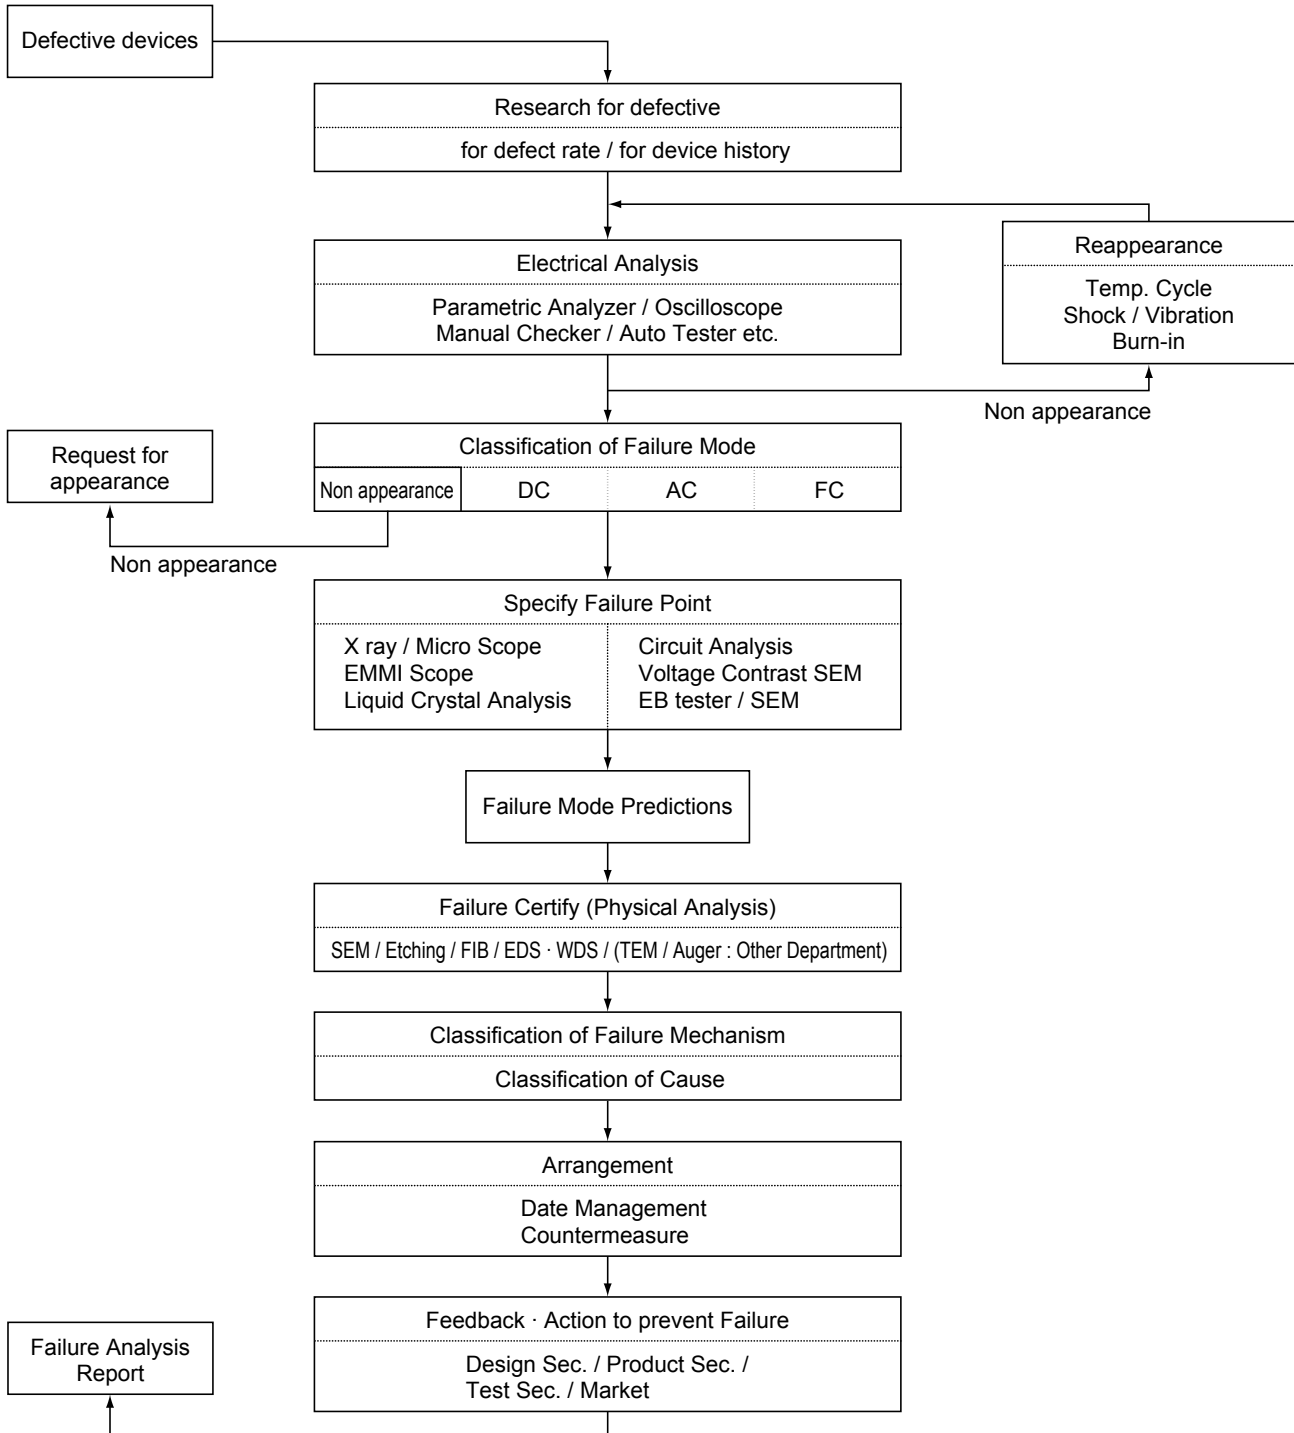 Defective devices
Research for defective
for defect rate / for device history
Reappearance
Temp. Cycle
Shock / Vibration
Burn-in
Electrical Analysis
Parametric Analyzer / Oscilloscope
Manual Checker / Auto Tester etc.
Non appearance
Request for
appearance
Classification of Failure Mode
Non appearance
DC
AC
FC
Non appearance
Specify Failure Point
X ray / Micro Scope
EMMI Scope
Liquid Crystal Analysis
Circuit Analysis
Voltage Contrast SEM
EB tester / SEM
Failure Mode Predictions
Failure Certify (Physical Analysis)
SEM / Etching / FIB / EDS · WDS / (TEM / Auger : Other Department)
Classification of Failure Mechanism
Classification of Cause
Arrangement
Date Management
Countermeasure
Feedback · Action to prevent Failure
Design Sec. / Product Sec. /
Test Sec. / Market
Failure Analysis
Report